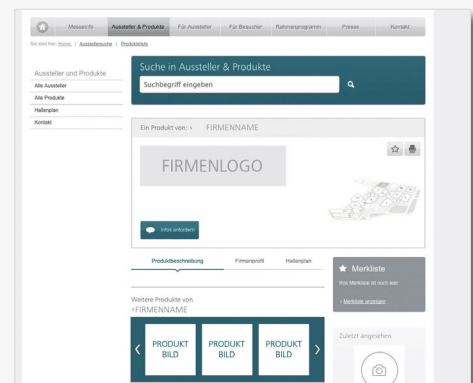 Messeinfo
Aussteller & Produkte
Für Aussteller
Für Besucher
Rahmenprogramm
Presse
Kontakt
Sie sind hier: Home | Ausstellersuche | Produktliste
Aussteller und Produkte
Alle Aussteller
Alle Produkte
Hallenplan
Kontakt
Suche in Aussteller & Produkte
Suchbegriff eingeben
Ein Produkt von: › FIRMENNAME
FIRMENLOGO
Infos anfordern
Produktbeschreibung
Firmenprofil
Hallenplan
Merkliste
Ihre Merkliste ist noch leer.
› Merkliste anzeigen
Weitere Produkte von
›FIRMENNAME
PRODUKT
BILD
PRODUKT
BILD
PRODUKT
BILD
Zuletzt angesehen